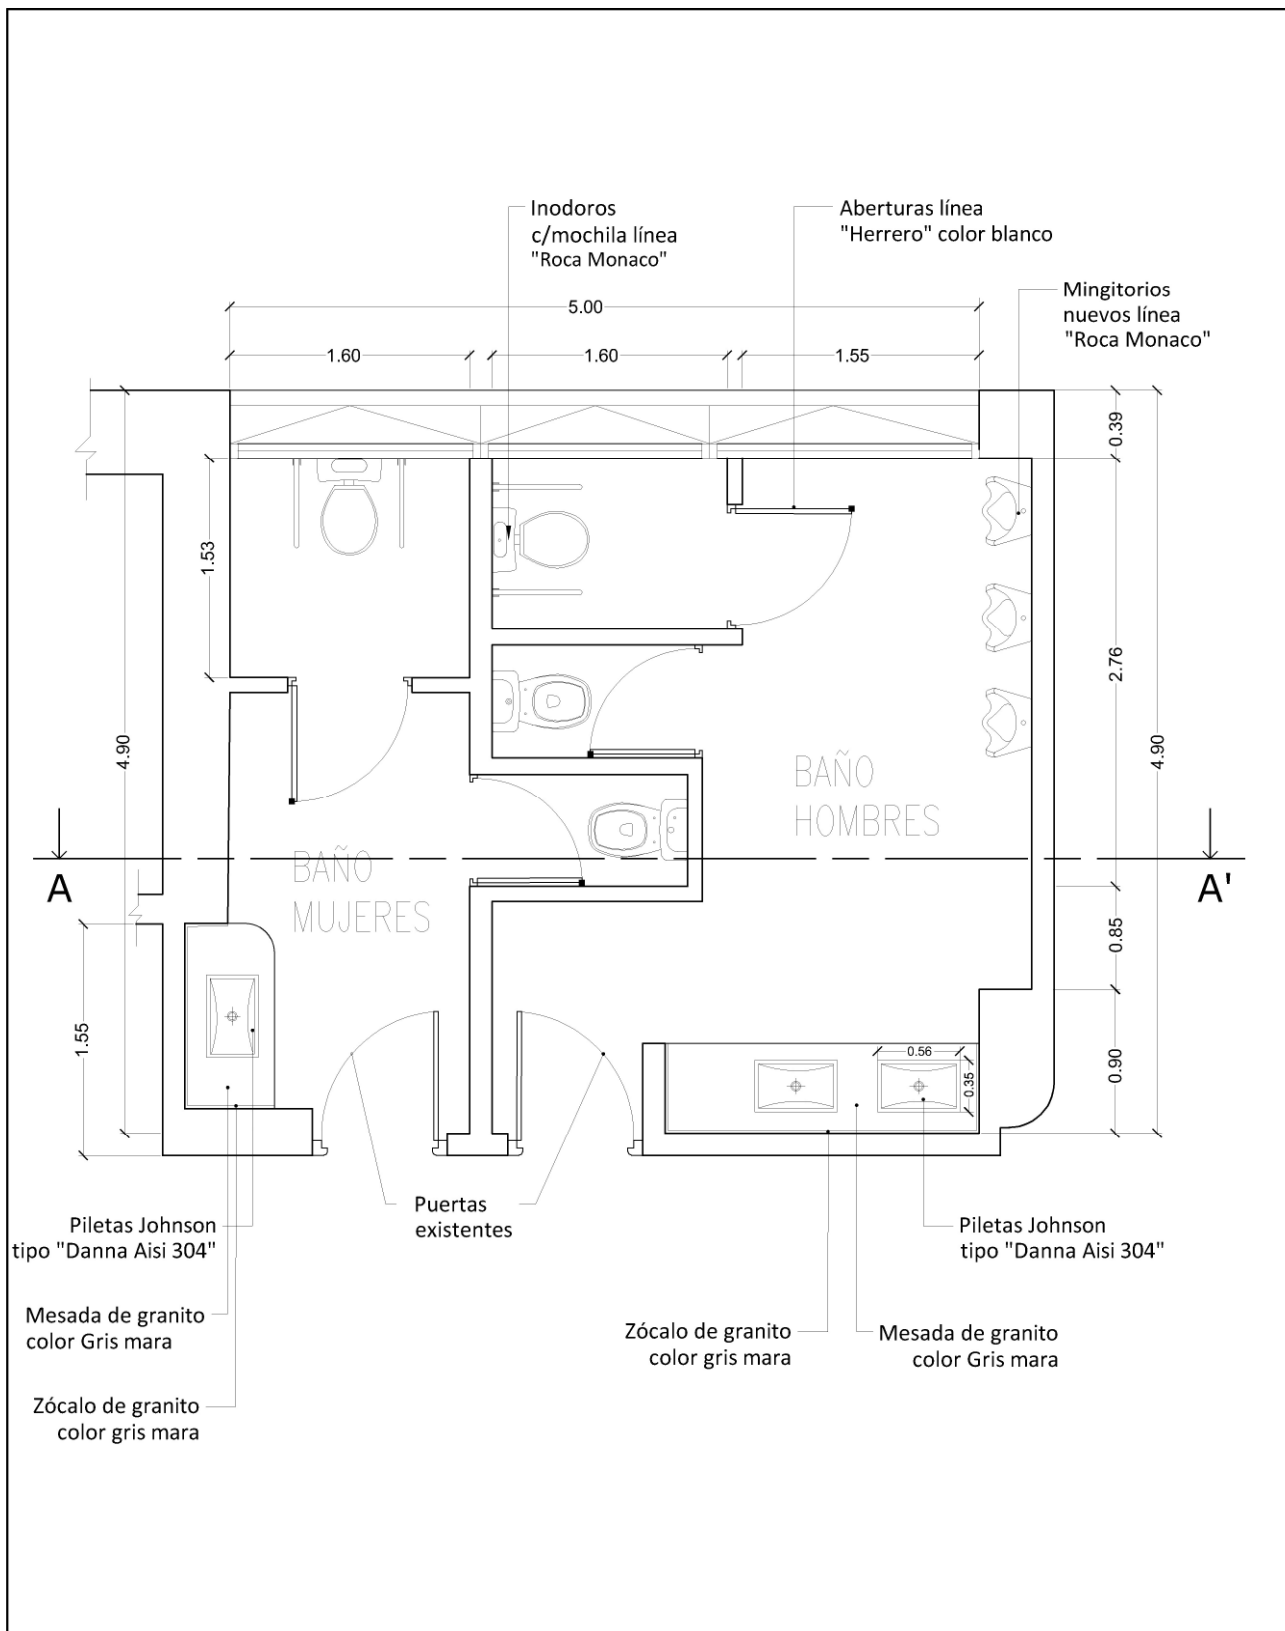 Inodoros
c/mochila línea
"Roca Monaco"
Aberturas línea
"Herrero" color blanco
Mingitorios
nuevos línea
"Roca Monaco"
5.00
1.60
1.60
1.55
0.39
1.53
2.76
4.90
4.90
BAÑO
HOMBRES
BAÑO
MUJERES
A
A'
0.85
1.55
0.56
0.35
0.90
Puertas
existentes
Piletas Johnson
tipo "Danna Aisi 304"
Piletas Johnson
tipo "Danna Aisi 304"
Mesada de granito
color Gris mara
Zócalo de granito
color gris mara
Mesada de granito
color Gris mara
Zócalo de granito
color gris mara